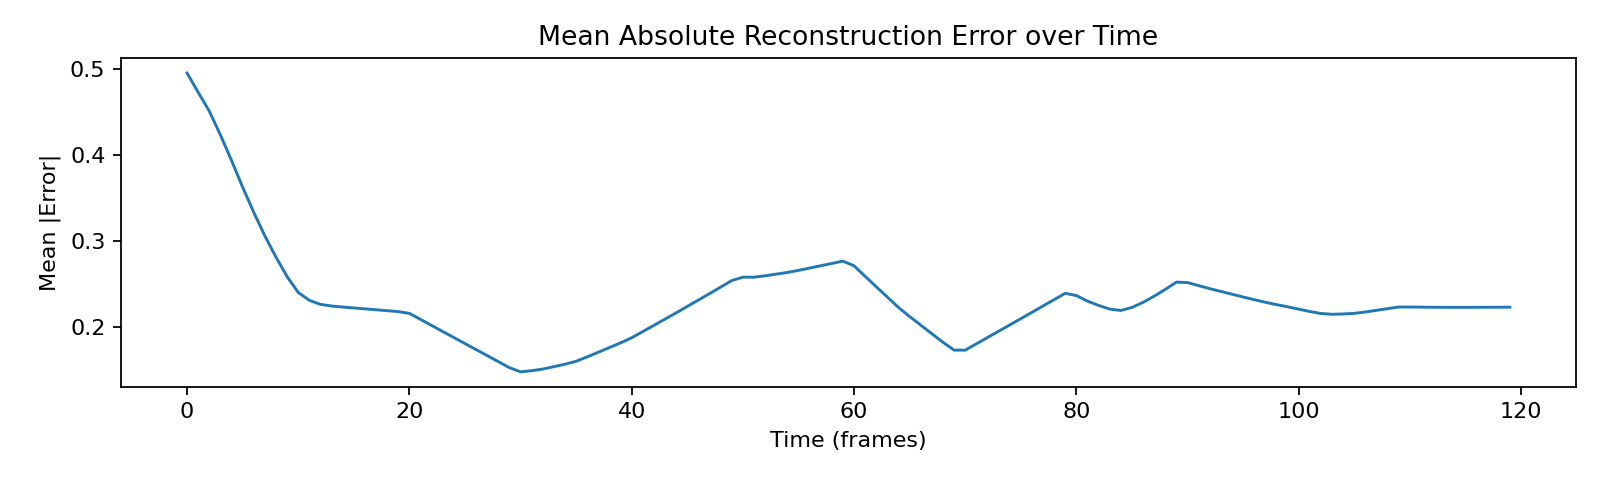 Mean Absolute Reconstruction Error over Time
Mean |Error|
0.5
0.4
0.3
0.2
0 20 40 60 80 100 120
Time (frames)